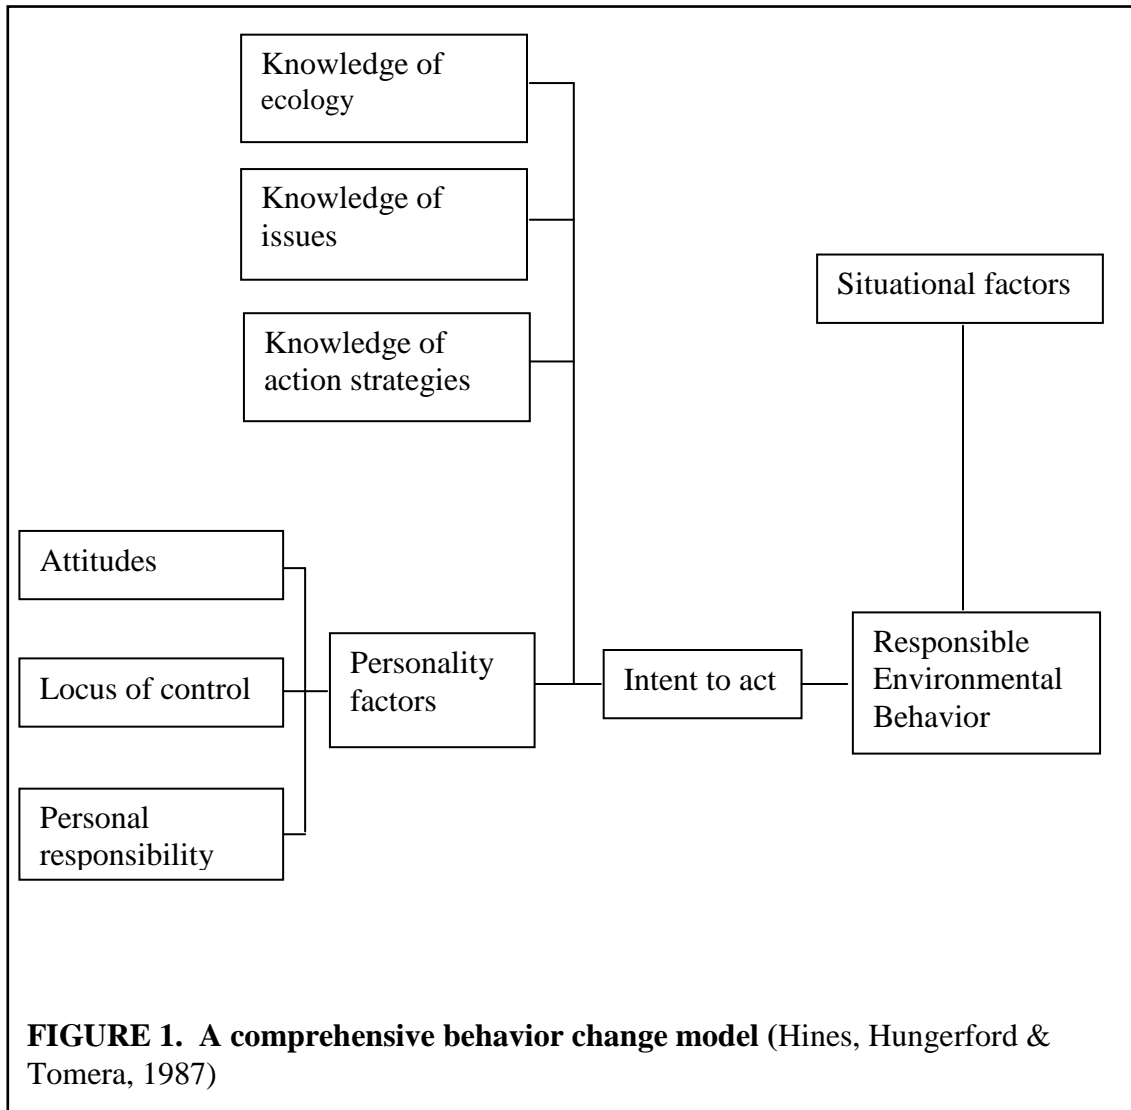 Knowledge of
ecology
Knowledge of
issues
Situational factors
Knowledge of
action strategies
Attitudes
Locus of control
Personal
responsibility
Personality
factors
Intent to act
Responsible
Environmental
Behavior
FIGURE 1.  A comprehensive behavior change model (Hines, Hungerford &
Tomera, 1987)